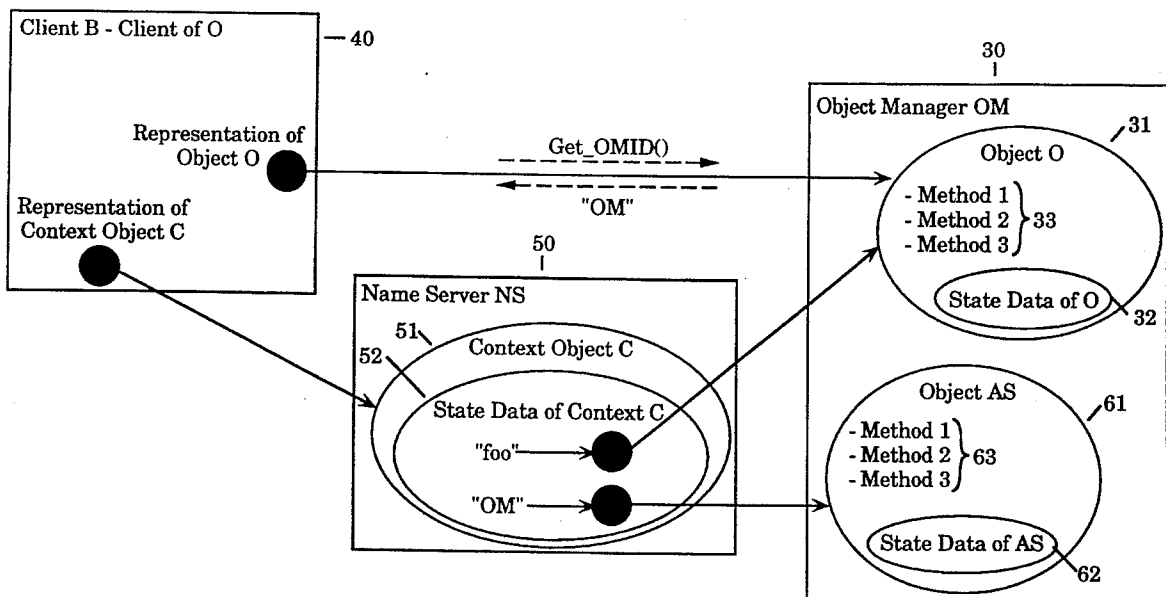 Client B - Client of O
40
Representation of
Object O
Representation of
Context Object C
Get_OMID()
"OM"
30
Object Manager OM
31
Object O
- Method 1
- Method 2
- Method 3
33
State Data of O
32
50
Name Server NS
51
Context Object C
52
State Data of Context C
"foo"
"OM"
Object AS
61
- Method 1
- Method 2
- Method 3
63
State Data of AS
62